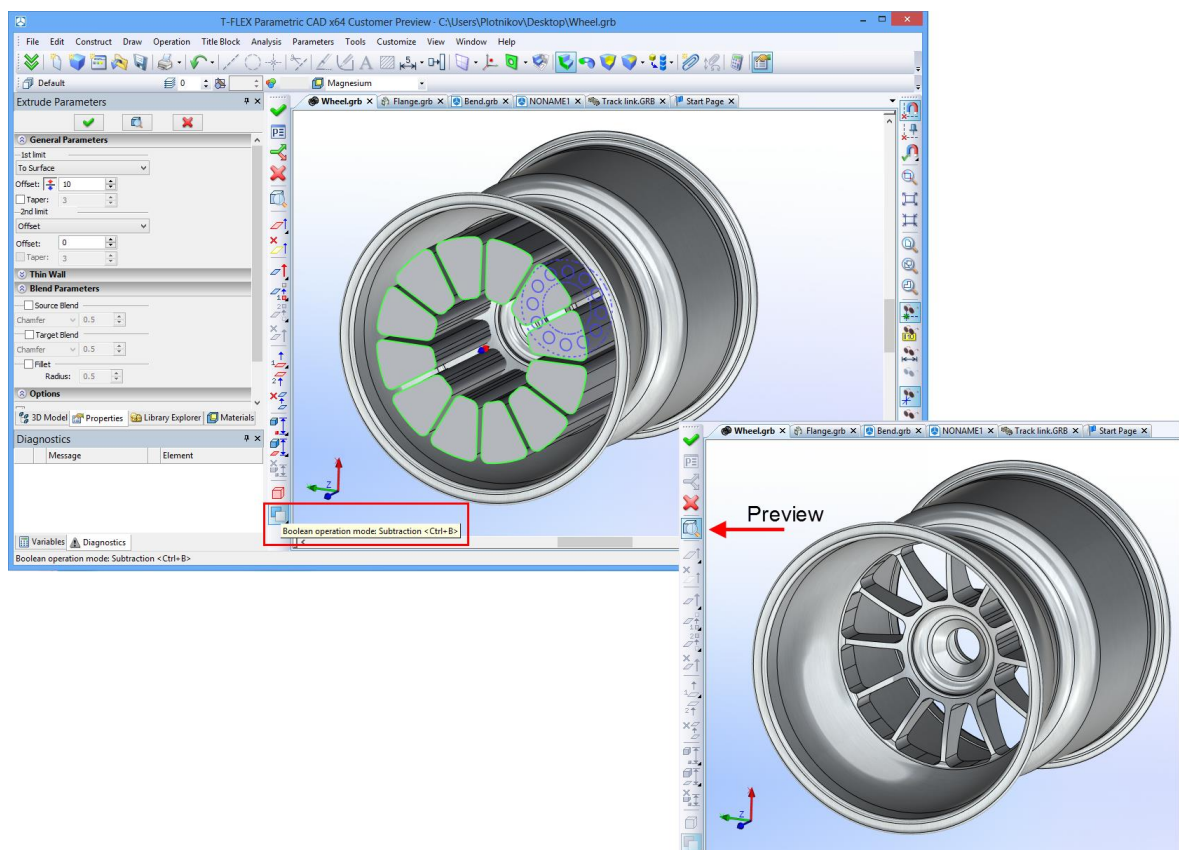 T-FLEX Parametric CAD x64 Customer Preview - C:\Users\Plotnikov\Desktop\Wheel.grb
File Edit Construct Draw Operation Title Block Analysis Parameters Tools Customize View Window Help
Default 0 Magnesium
Extrude Parameters
Wheel.grb Flange.grb Bend.grb NONAME1 Track link.GRB Start Page
General Parameters
1st limit
To Surface
Offset: 10
Taper: 3
2nd limit
Offset
Offset: 0
Taper: 3
Thin Wall
Blend Parameters
Source Blend
Chamfer 0.5
Target Blend
Chamfer 0.5
Fillet
Radius: 0.5
Options
3D Model Properties Library Explorer Materials
Diagnostics
Message Element
Z
Boolean operation mode: Subtraction <Ctrl+B>
Variables Diagnostics
Boolean operation mode: Subtraction <Ctrl+B>
Wheel.grb Flange.grb Bend.grb NONAME1 Track link.GRB Start Page
Preview
Z